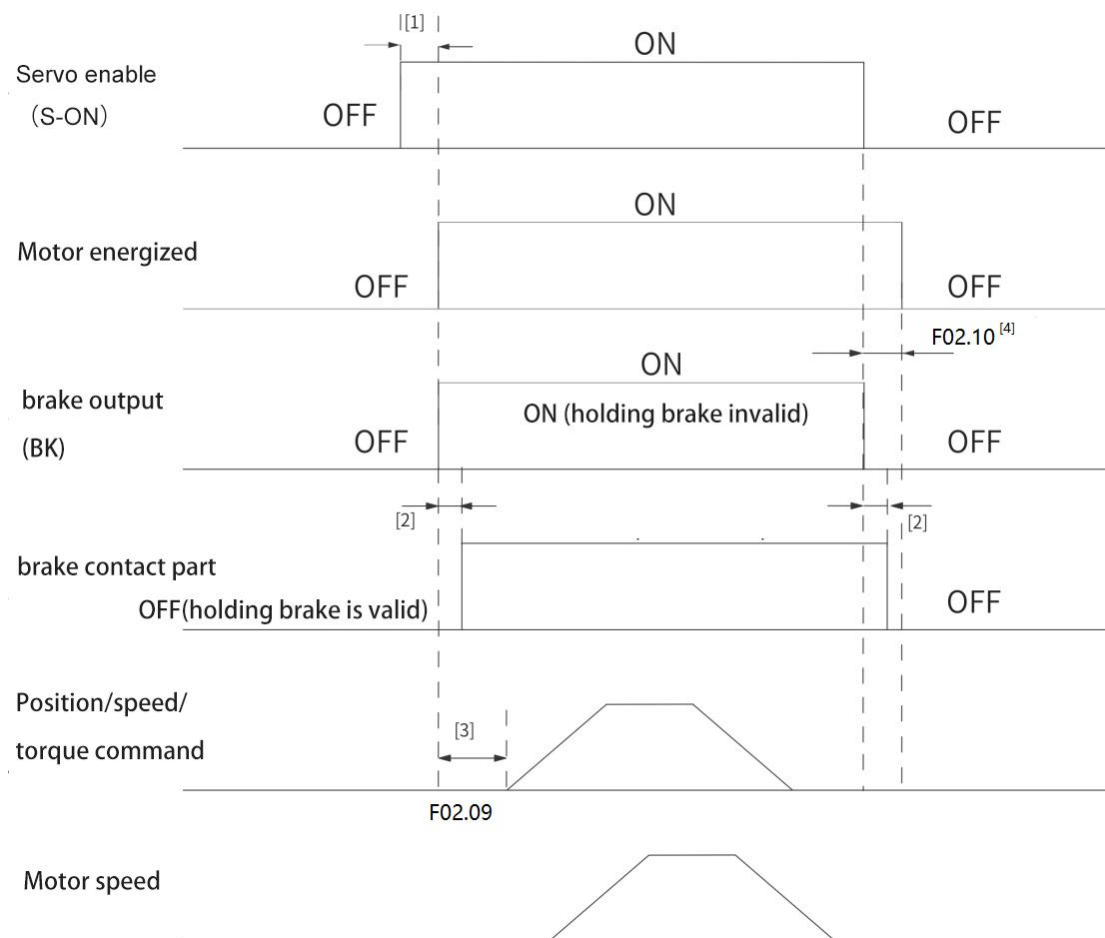 [1]
ON
Servo enable
（S-ON）
OFF
OFF
ON
Motor energized
OFF
OFF
F02.10 [4]
ON
brake output
ON (holding brake invalid)
(BK)
OFF
OFF
[2]
[2]
brake contact part
OFF(holding brake is valid)
OFF
Position/speed/
torque command
[3]
F02.09
Motor speed